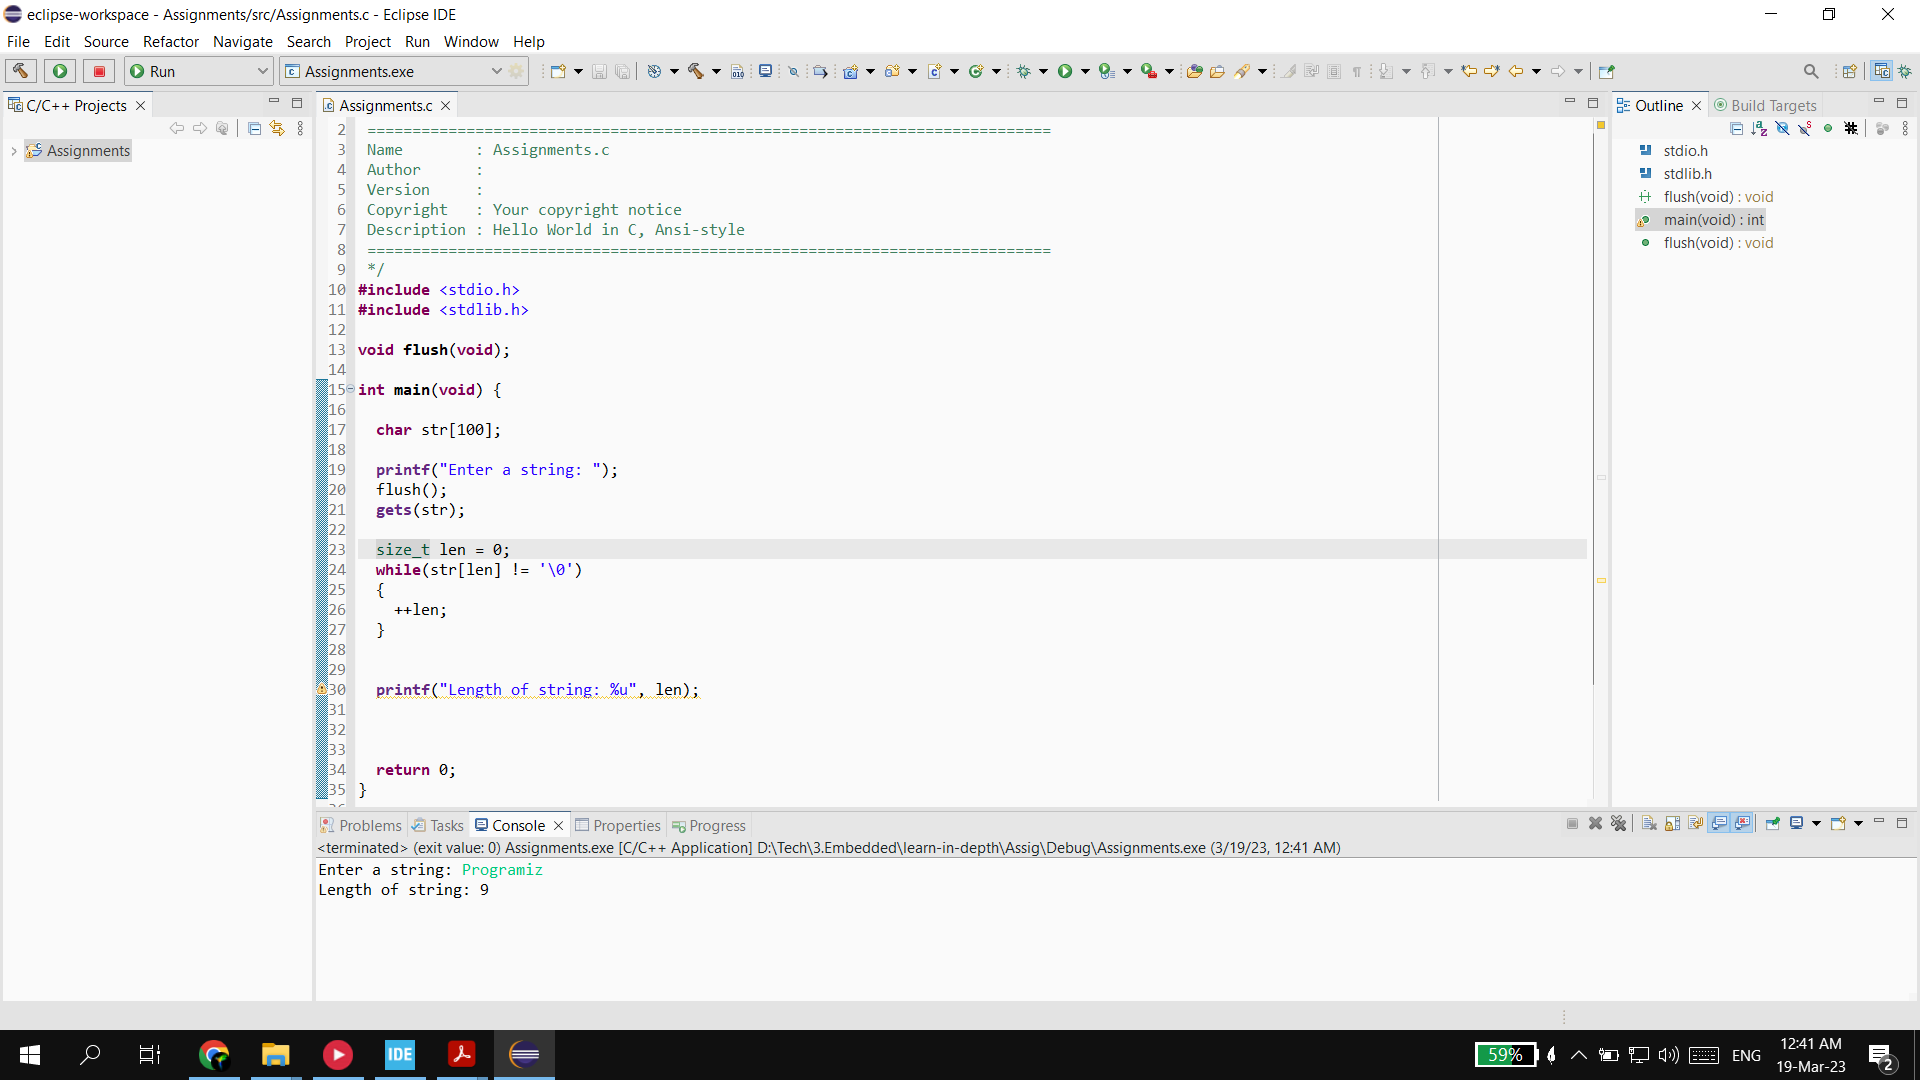 eclipse-workspace - Assignments/src/Assignments.c - Eclipse IDE
File Edit Source Refactor Navigate Search Project Run Window Help
Run
Assignments.exe
C/C++ Projects
Assignments
Assignments.c
2 ============================================================================
3 Name        : Assignments.c
4 Author      :
5 Version     :
6 Copyright   : Your copyright notice
7 Description : Hello World in C, Ansi-style
8 ============================================================================
9 */
10 #include <stdio.h>
11 #include <stdlib.h>
12
13 void flush(void);
14
15 int main(void) {
16
17   char str[100];
18
19   printf("Enter a string: ");
20   flush();
21   gets(str);
22
23   size_t len = 0;
24   while(str[len] != '\0')
25   {
26     ++len;
27   }
28
29
30   printf("Length of string: %u", len);
31
32
33
34   return 0;
35 }
Outline Build Targets
stdio.h
stdlib.h
flush(void) : void
main(void) : int
flush(void) : void
Problems Tasks Console Properties Progress
<terminated> (exit value: 0) Assignments.exe [C/C++ Application] D:\Tech\3.Embedded\learn-in-depth\Assig\Debug\Assignments.exe (3/19/23, 12:41 AM)
Enter a string: Programiz
Length of string: 9
IDE
59%
ENG
12:41 AM
19-Mar-23
2